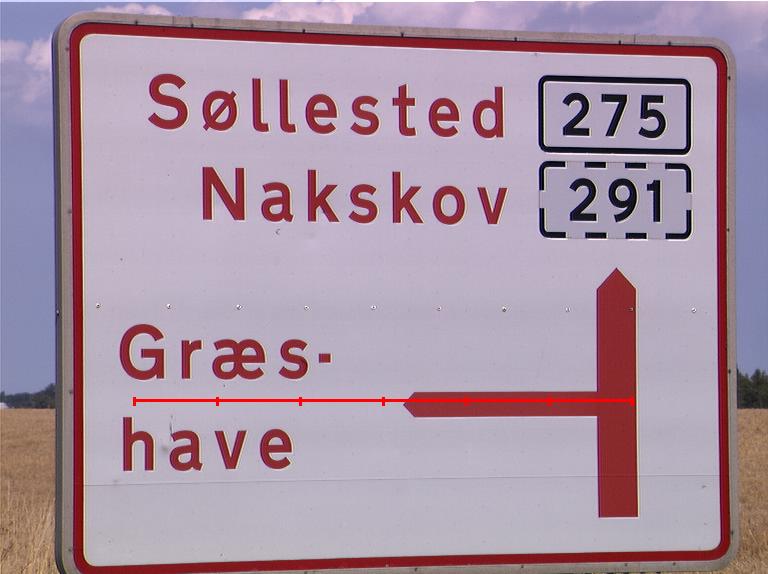 Søllested 275
Nakskov 291
Græs-
have